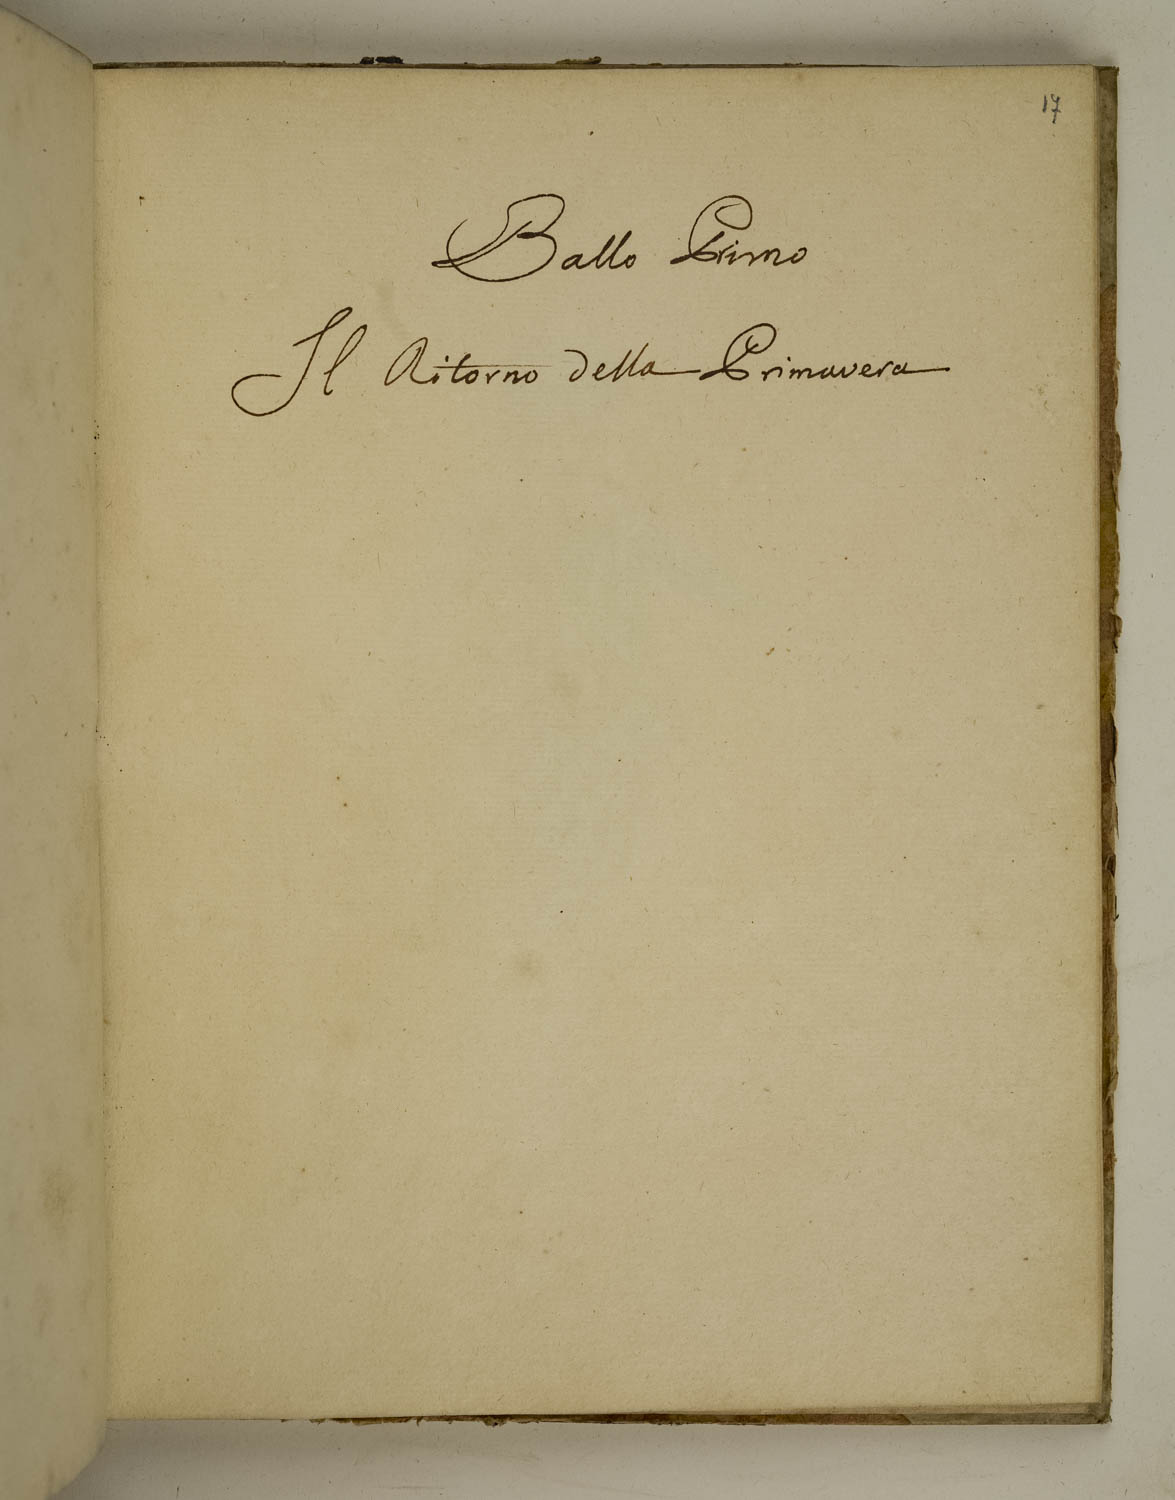 17
Ballo Primo
Il Ritorno della Primavera